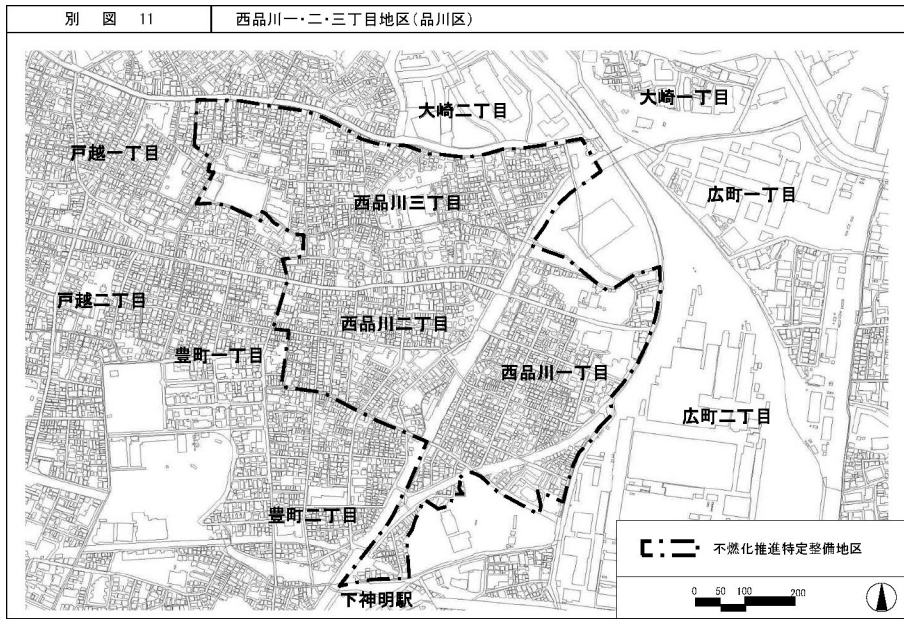 別 図 11
西品川一・二・三丁目地区(品川区)
大崎二丁目
大崎一丁目
戸越一丁目
広町一丁目
西品川三丁目
戸越二丁目
西品川二丁目
豊町一丁目
西品川一丁目
広町二丁目
豊町二丁目
不燃化推進特定整備地区
0 50 100 200
下神明駅